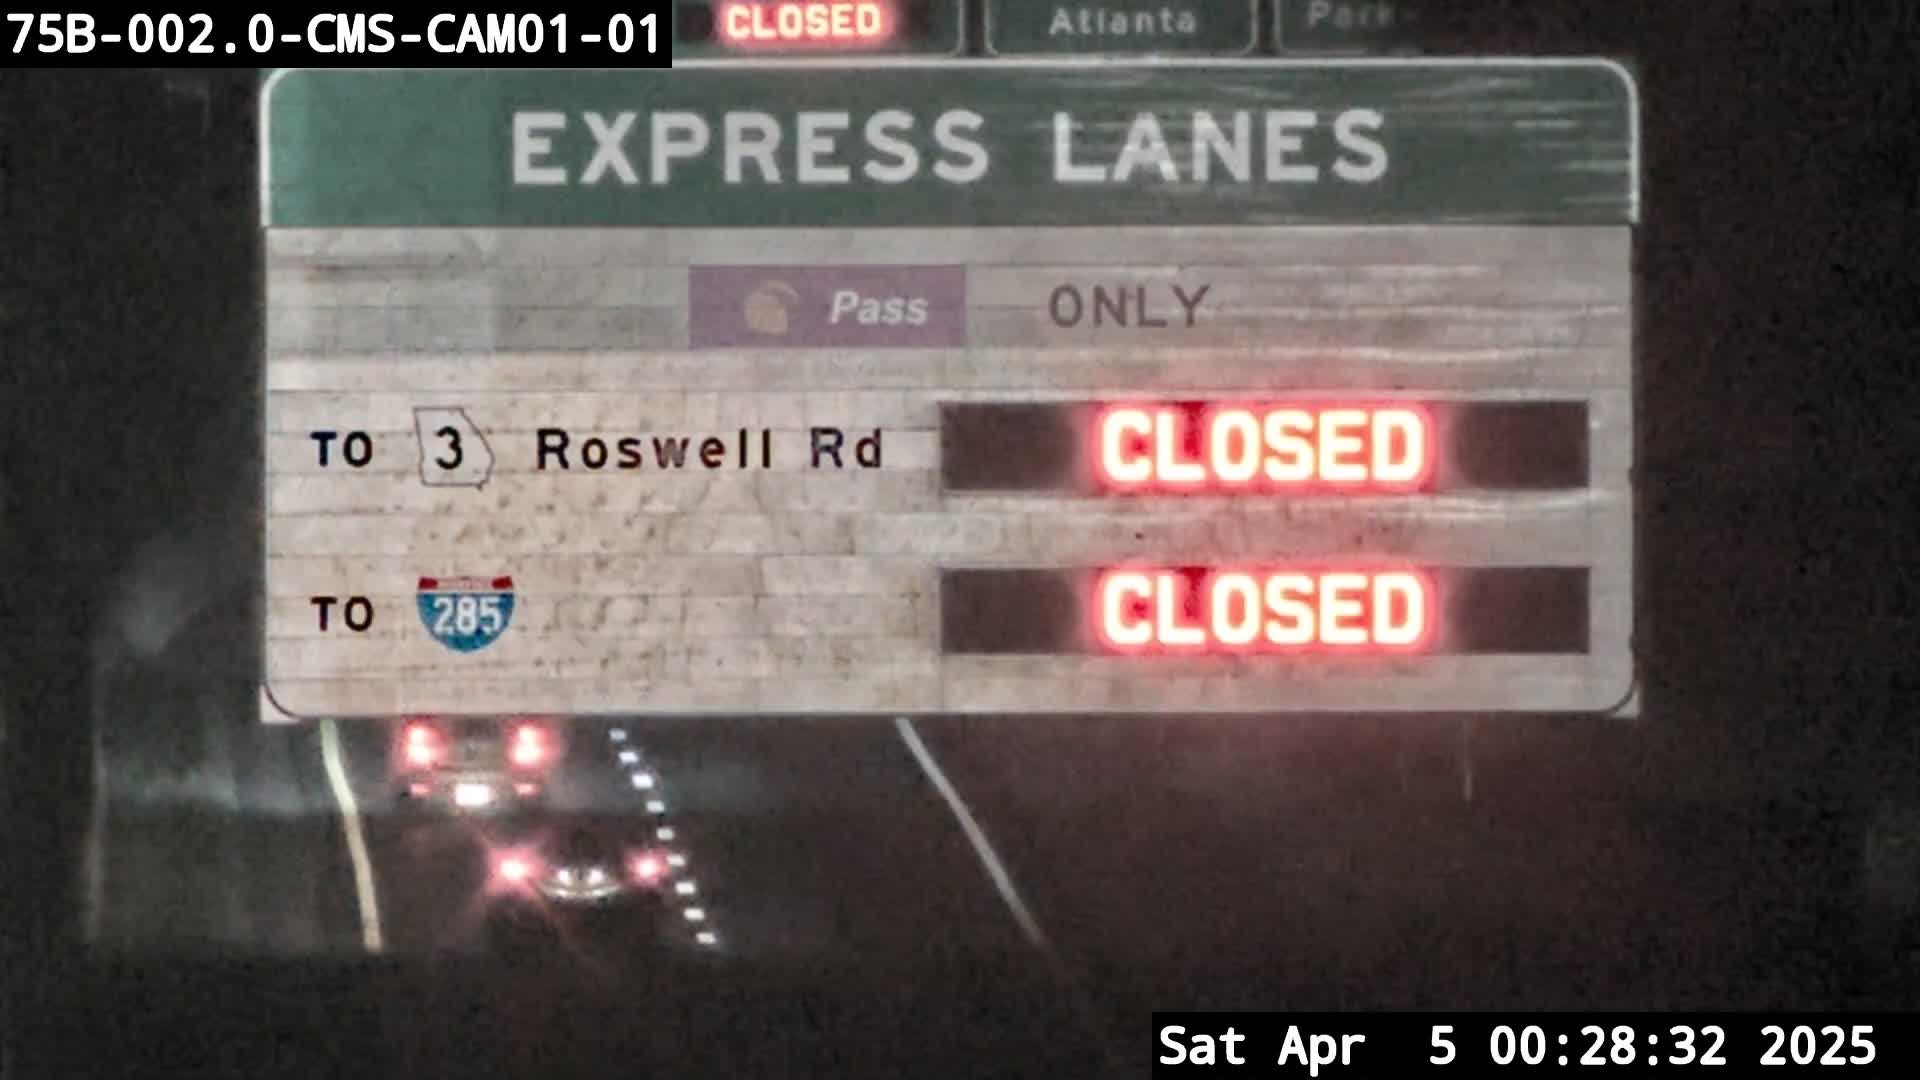 75B-002.0-CMS-CAM01-01
CLOSED
Atlanta
EXPRESS LANES
Pass ONLY
TO 3 Roswell Rd CLOSED
TO 285 CLOSED
Sat Apr 5 00:28:32 2025